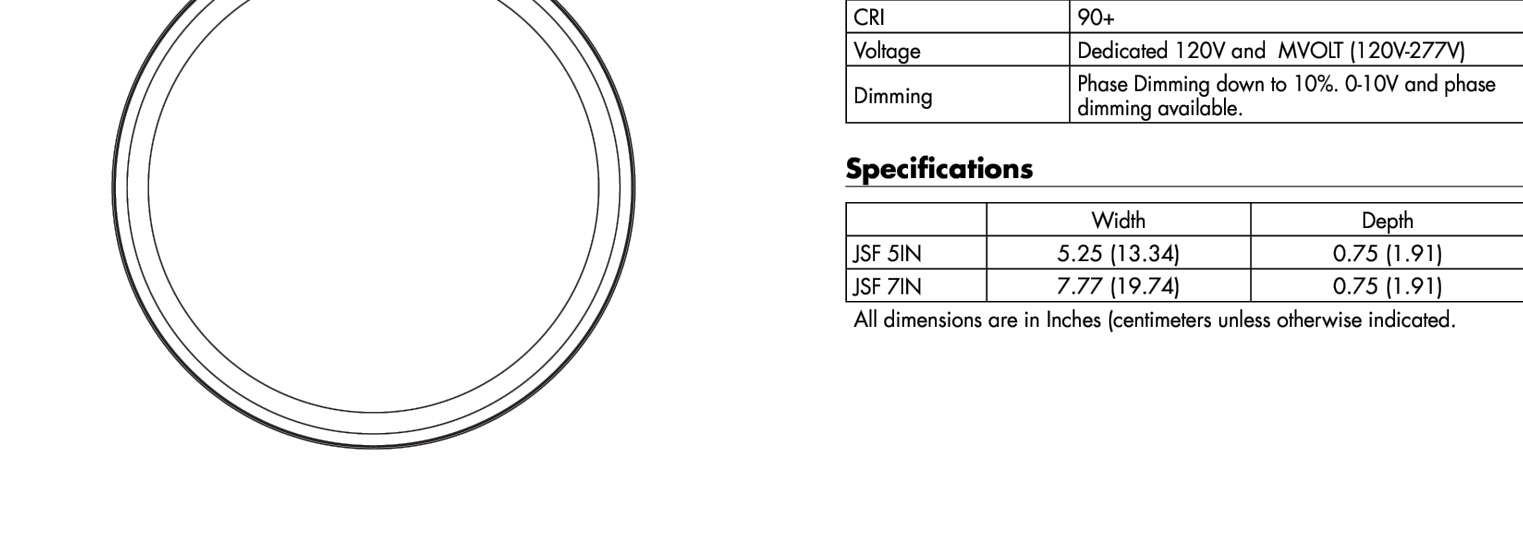 CRI 90+
Voltage Dedicated 120V and MVOLT (120V-277V)
Dimming Phase Dimming down to 10%. 0-10V and phase
dimming available.
Specifications
Width Depth
JSF 5IN 5.25 (13.34) 0.75 (1.91)
JSF 7IN 7.77 (19.74) 0.75 (1.91)
All dimensions are in Inches (centimeters unless otherwise indicated.